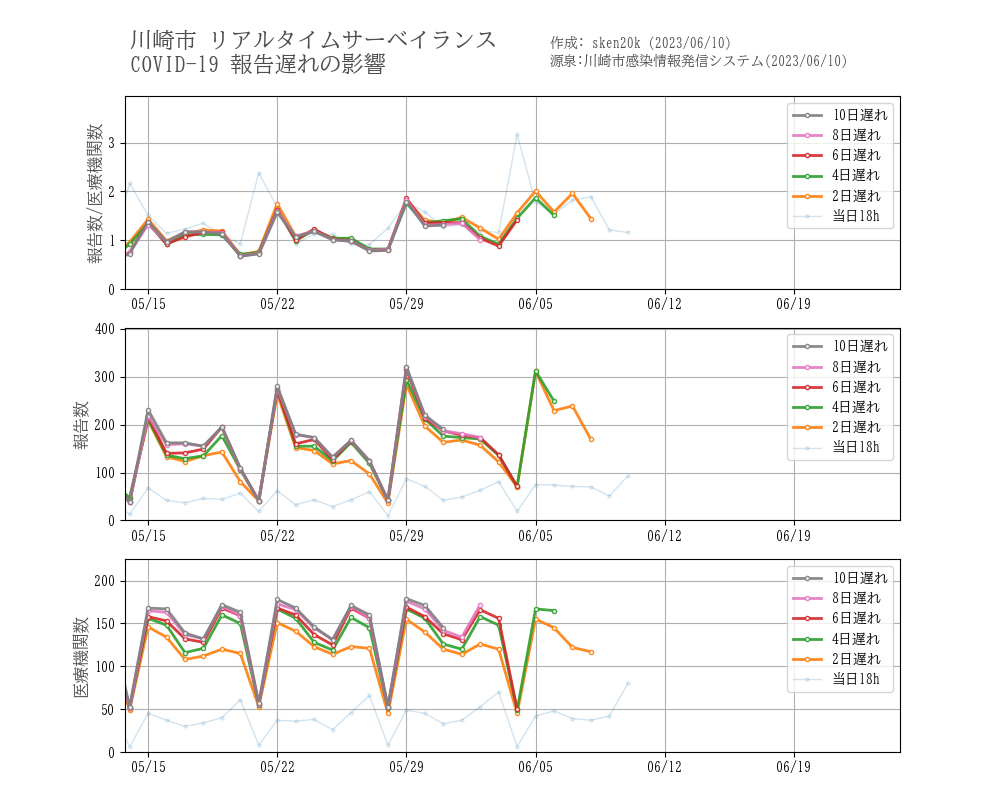 川崎市 リアルタイムサーベイランス
COVID-19 報告遅れの影響
作成: sken20k (2023/06/10)
源泉:川崎市感染情報発信システム(2023/06/10)
報告数/医療機関数
3
2
1
0
10日遅れ
8日遅れ
6日遅れ
4日遅れ
2日遅れ
当日18h
05/15 05/22 05/29 06/05 06/12 06/19
報告数
400
300
200
100
0
10日遅れ
8日遅れ
6日遅れ
4日遅れ
2日遅れ
当日18h
05/15 05/22 05/29 06/05 06/12 06/19
医療機関数
200
150
100
50
0
10日遅れ
8日遅れ
6日遅れ
4日遅れ
2日遅れ
当日18h
05/15 05/22 05/29 06/05 06/12 06/19